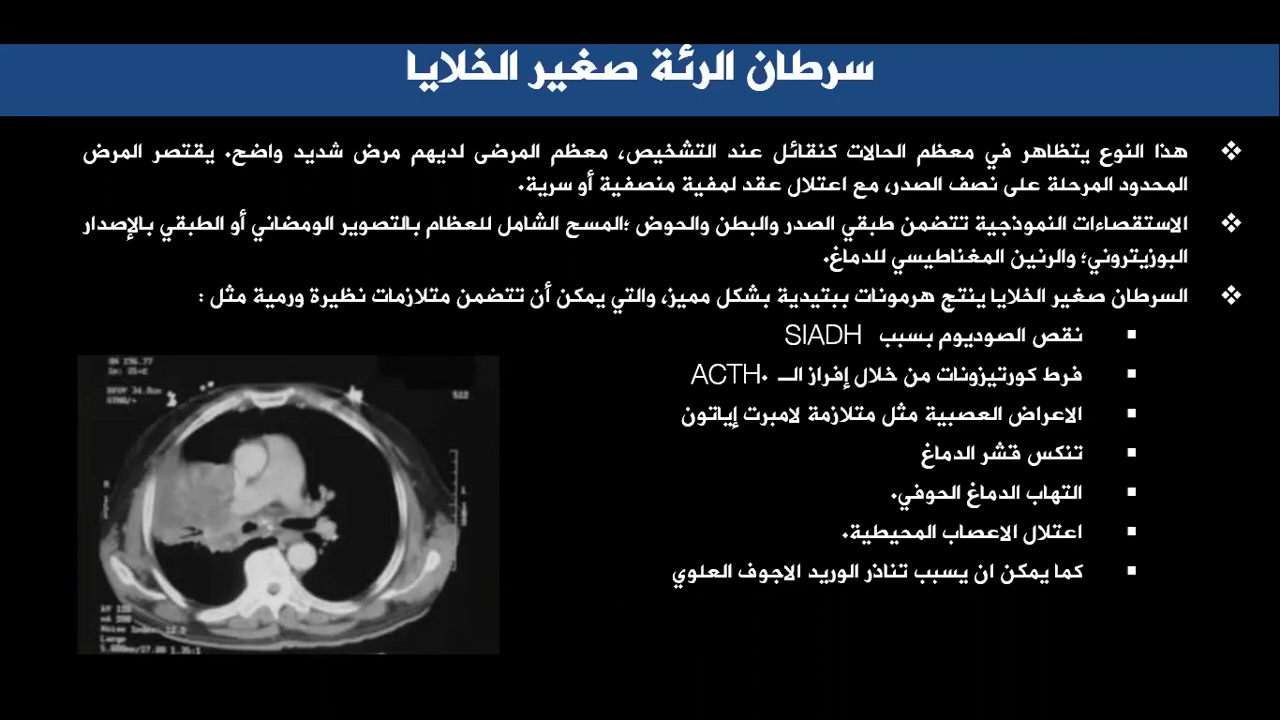 سرطان الرئة صغير الخلايا
هذا النوع يتظاهر في معظم الحالات كنقائل عند التشخيص، معظم المرضى لديهم مرض شديد واضح. يقتصر المرض
المحدود المرحلة على نصف الصدر، مع اعتلال عقد لمفية منصفية أو سرية.
الاستقصاءات النموذجية تتضمن طبقي الصدر والبطن والحوض ؛المسح الشامل للعظام بالتصوير الومضاني أو الطبقي بالإصدار
البوزيتروني؛ والرنين المغناطيسي للدماغ.
السرطان صغير الخلايا ينتج هرمونات ببتيدية بشكل مميز، والتي يمكن أن تتضمن متلازمات نظيرة ورمية مثل :
نقص الصوديوم بسبب SIADH
فرط كورتيزونات من خلال إفراز الـ ACTH.
الاعراض العصبية مثل متلازمة لامبرت إياتون
تنكس قشر الدماغ
التهاب الدماغ الحوفي.
اعتلال الاعصاب المحيطية.
كما يمكن ان يسبب تناذر الوريد الاجوف العلوي
R
kV 120
Large